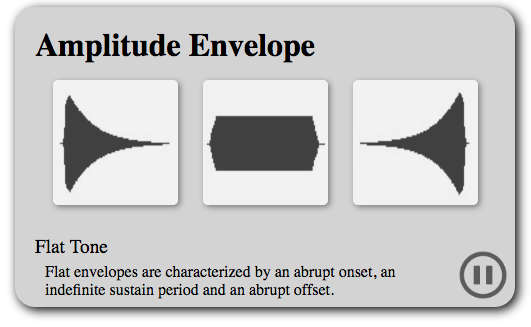 Amplitude Envelope
Flat Tone
Flat envelopes are characterized by an abrupt onset, an
indefinite sustain period and an abrupt offset.